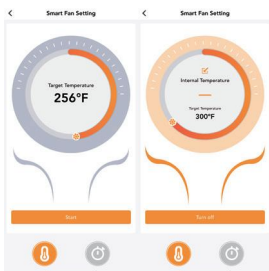 Smart Fan Setting
Target Temperature
256°F
Start
Smart Fan Setting
Internal Temperature
Target Temperature
300°F
Turn off